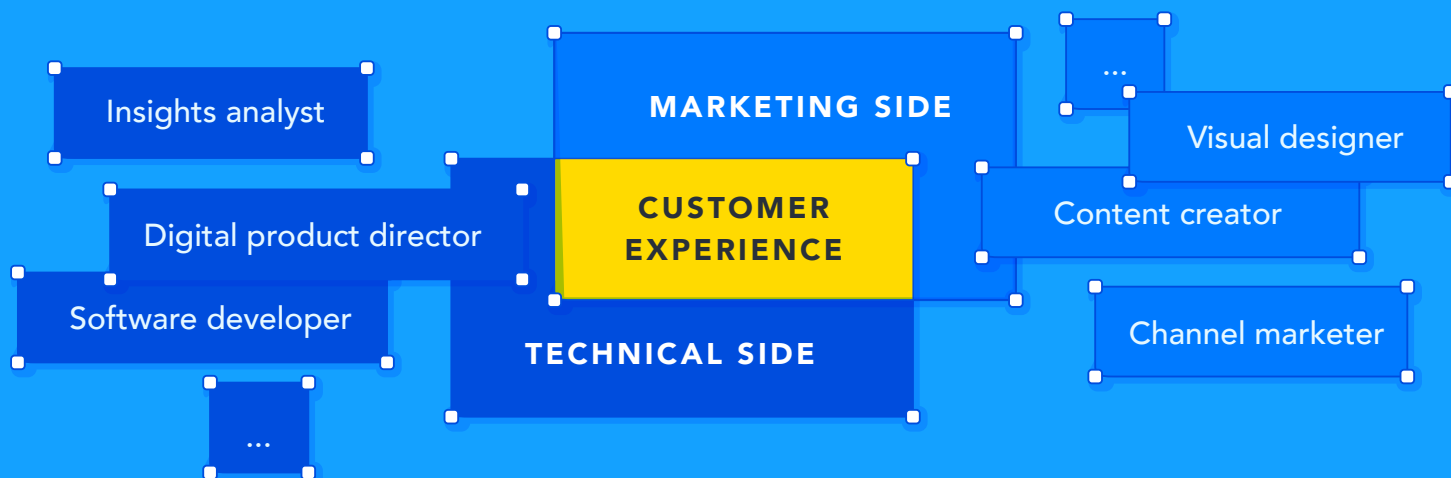 Insights analyst
Digital product director
Software developer
...
MARKETING SIDE
CUSTOMER
EXPERIENCE
TECHNICAL SIDE
...
Visual designer
Content creator
Channel marketer